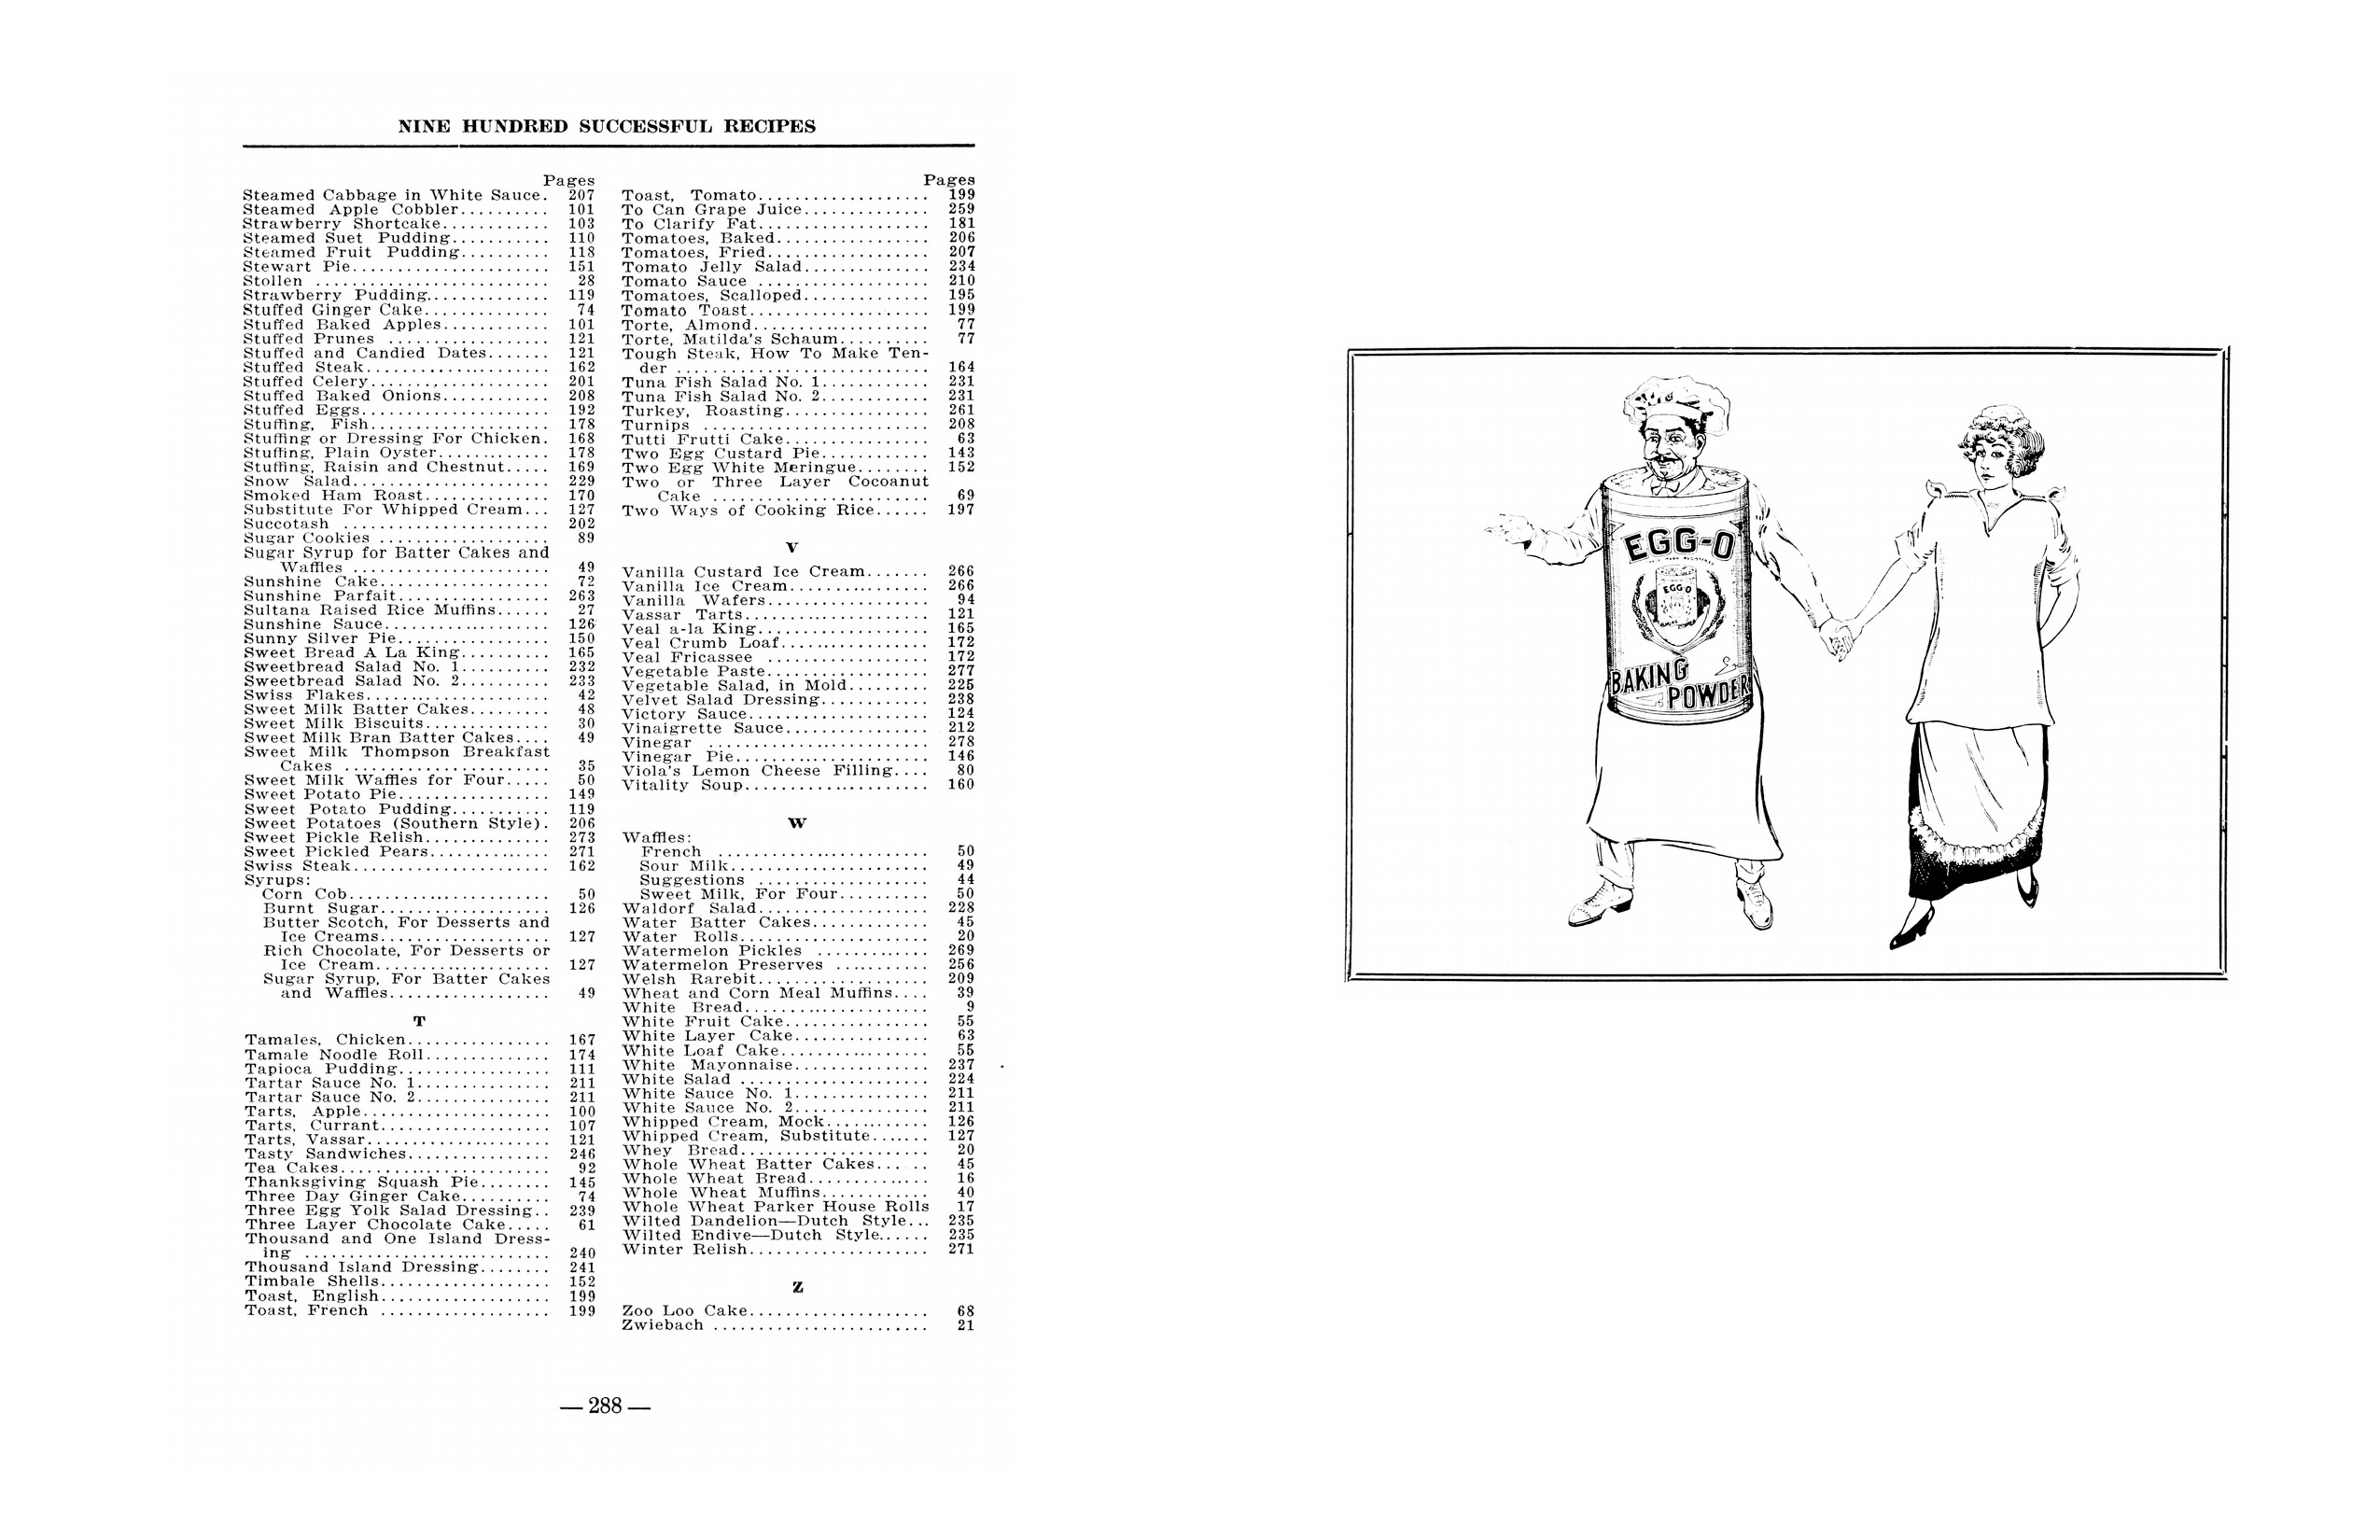 NINE HUNDRED SUCCESSFUL RECIPES
Pages
Steamed Cabbage in White Sauce. 207
Steamed Apple Cobbler.......... 101
Strawberry Shortcake............ 103
Steamed Suet Pudding........... 110
Steamed Fruit Pudding.......... 118
Stewart Pie...................... 151
Stollen .......................... 28
Strawberry Pudding.............. 119
Stuffed Ginger Cake.............. 74
Stuffed Baked Apples............ 101
Stuffed Prunes .................. 121
Stuffed and Candied Dates....... 121
Stuffed Steak.................... 162
Stuffed Celery.................... 201
Stuffed Baked Onions............ 208
Stuffed Eggs..................... 192
Stuffing, Fish.................... 178
Stuffing or Dressing For Chicken. 168
Stuffing, Plain Oyster............ 178
Stuffing, Raisin and Chestnut..... 169
Snow Salad...................... 229
Smoked Ham Roast.............. 170
Substitute For Whipped Cream... 127
Succotash ....................... 202
Sugar Cookies ................... 89
Sugar Syrup for Batter Cakes and
Waffles ...................... 49
Sunshine Cake................... 72
Sunshine Parfait................. 263
Sultana Raised Rice Muffins...... 27
Sunshine Sauce................... 126
Sunny Silver Pie................. 150
Sweet Bread A La King.......... 165
Sweetbread Salad No. 1.......... 232
Sweetbread Salad No. 2.......... 233
Swiss Flakes..................... 42
Sweet Milk Batter Cakes......... 48
Sweet Milk Biscuits.............. 30
Sweet Milk Bran Batter Cakes.... 49
Sweet Milk Thompson Breakfast
Cakes ....................... 35
Sweet Milk Waffles for Four..... 50
Sweet Potato Pie................. 149
Sweet Potato Pudding........... 119
Sweet Potatoes (Southern Style). 206
Sweet Pickle Relish.............. 273
Sweet Pickled Pears............. 271
Swiss Steak...................... 162
Syrups:
Corn Cob....................... 50
Burnt Sugar.................... 126
Butter Scotch, For Desserts and
Ice Creams................... 127
Rich Chocolate, For Desserts or
Ice Cream.................... 127
Sugar Syrup, For Batter Cakes
and Waffles.................. 49
T
Tamales, Chicken................ 167
Tamale Noodle Roll.............. 174
Tapioca Pudding................. 111
Tartar Sauce No. 1............... 211
Tartar Sauce No. 2............... 211
Tarts, Apple..................... 100
Tarts, Currant................... 107
Tarts, Vassar.................... 121
Tasty Sandwiches................ 246
Tea Cakes....................... 92
Thanksgiving Squash Pie........ 145
Three Day Ginger Cake.......... 74
Three Egg Yolk Salad Dressing.. 239
Three Layer Chocolate Cake..... 61
Thousand and One Island Dress-
ing ........................... 240
Thousand Island Dressing........ 241
Timbale Shells................... 152
Toast, English................... 199
Toast, French ................... 199
Pages
Toast, Tomato................... 199
To Can Grape Juice.............. 259
To Clarify Fat................... 181
Tomatoes, Baked................. 206
Tomatoes, Fried.................. 207
Tomato Jelly Salad.............. 234
Tomato Sauce ................... 210
Tomatoes, Scalloped.............. 195
Tomato Toast.................... 199
Torte, Almond.................... 77
Torte, Matilda's Schaum.......... 77
Tough Steak, How To Make Ten-
der ............................ 164
Tuna Fish Salad No. 1............ 231
Tuna Fish Salad No. 2............ 231
Turkey, Roasting................ 261
Turnips ......................... 208
Tutti Frutti Cake................ 63
Two Egg Custard Pie............ 143
Two Egg White Meringue........ 152
Two or Three Layer Cocoanut
Cake ........................ 69
Two Ways of Cooking Rice...... 197
V
Vanilla Custard Ice Cream....... 266
Vanilla Ice Cream................ 266
Vanilla Wafers.................. 94
Vassar Tarts..................... 121
Veal a-la King................... 165
Veal Crumb Loaf................ 172
Veal Fricassee .................. 172
Vegetable Paste.................. 277
Vegetable Salad, in Mold......... 225
Velvet Salad Dressing............ 238
Victory Sauce.................... 124
Vinaigrette Sauce................ 212
Vinegar ........................ 278
Vinegar Pie..................... 146
Viola's Lemon Cheese Filling.... 80
Vitality Soup.................... 160
W
Waffles:
French ....................... 50
Sour Milk...................... 49
Suggestions ................... 44
Sweet Milk, For Four.......... 50
Waldorf Salad................... 228
Water Batter Cakes............. 45
Water Rolls..................... 20
Watermelon Pickles ............ 269
Watermelon Preserves ........... 256
Welsh Rarebit................... 209
Wheat and Corn Meal Muffins.... 39
White Bread.................... 9
White Fruit Cake................ 55
White Layer Cake............... 63
White Loaf Cake................ 55
White Mayonnaise............... 237
White Salad ..................... 224
White Sauce No. 1............... 211
White Sauce No. 2............... 211
Whipped Cream, Mock........... 126
Whipped Cream, Substitute....... 127
Whey Bread..................... 20
Whole Wheat Batter Cakes...... 45
Whole Wheat Bread.............. 16
Whole Wheat Muffins............ 40
Whole Wheat Parker House Rolls 17
Wilted Dandelion—Dutch Style... 235
Wilted Endive—Dutch Style...... 235
Winter Relish.................... 271
Z
Zoo Loo Cake.................... 68
Zwiebach ........................ 21
— 288 —
EGG-O
EGG-O
BAKING
POWDER